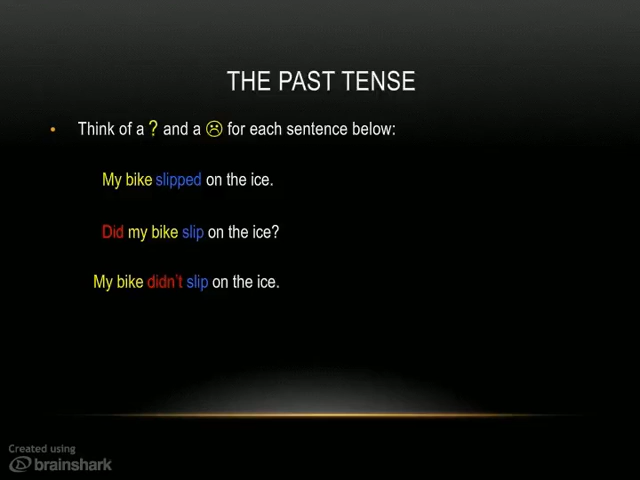 THE PAST TENSE
• Think of a ? and a ☹ for each sentence below:
My bike slipped on the ice.
Did my bike slip on the ice?
My bike didn't slip on the ice.
Created using
brainshark